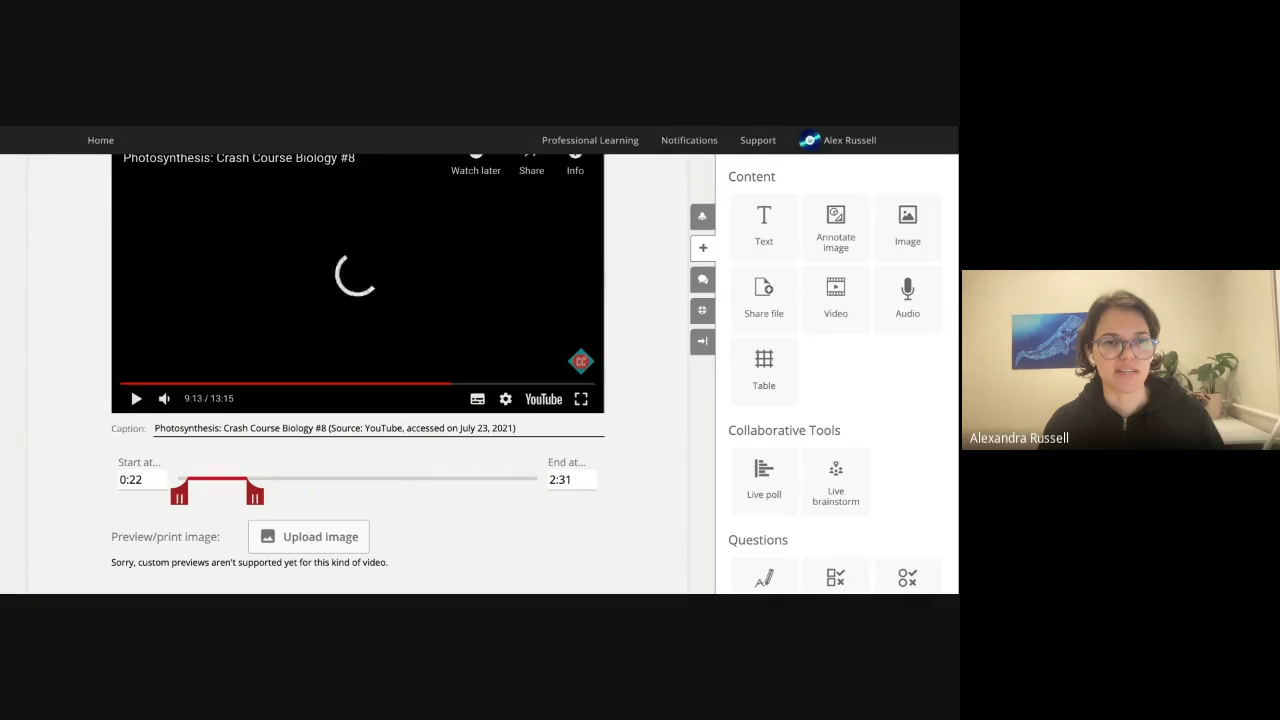 Home
Professional Learning
Notifications
Support
Alex Russell
Photosynthesis: Crash Course Biology #8
Watch later
Share
Info
CC
9:13 / 13:15
YouTube
Caption:
Photosynthesis: Crash Course Biology #8 (Source: YouTube, accessed on July 23, 2021)
Start at...
0:22
End at...
2:31
Preview/print image:
Upload image
Sorry, custom previews aren't supported yet for this kind of video.
Content
Text
Annotate
image
Image
Share file
Video
Audio
Table
Collaborative Tools
Live poll
Live
brainstorm
Questions
Alexandra Russell